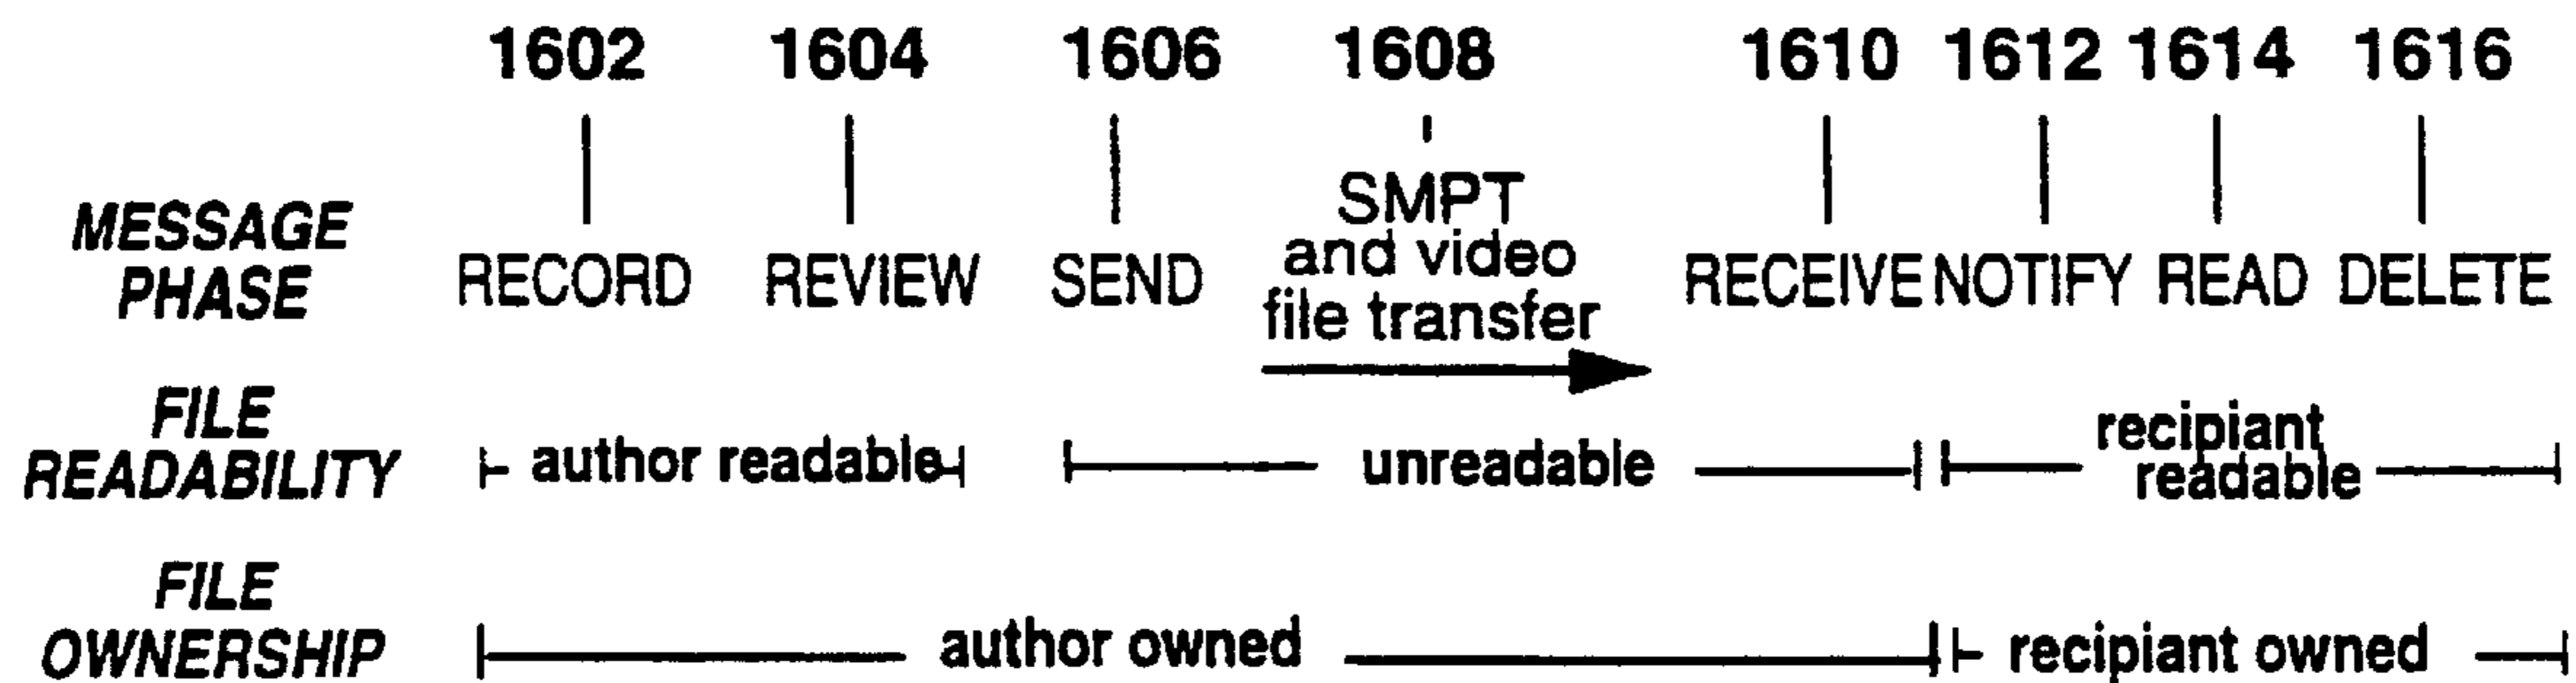 1602 1604 1606 1608 1610 1612 1614 1616
MESSAGE PHASE
RECORD REVIEW SEND
SMPT
and video
file transfer
RECEIVE NOTIFY READ DELETE
FILE
READABILITY
author readable
unreadable
recipiant
readable
FILE
OWNERSHIP
author owned
recipiant owned